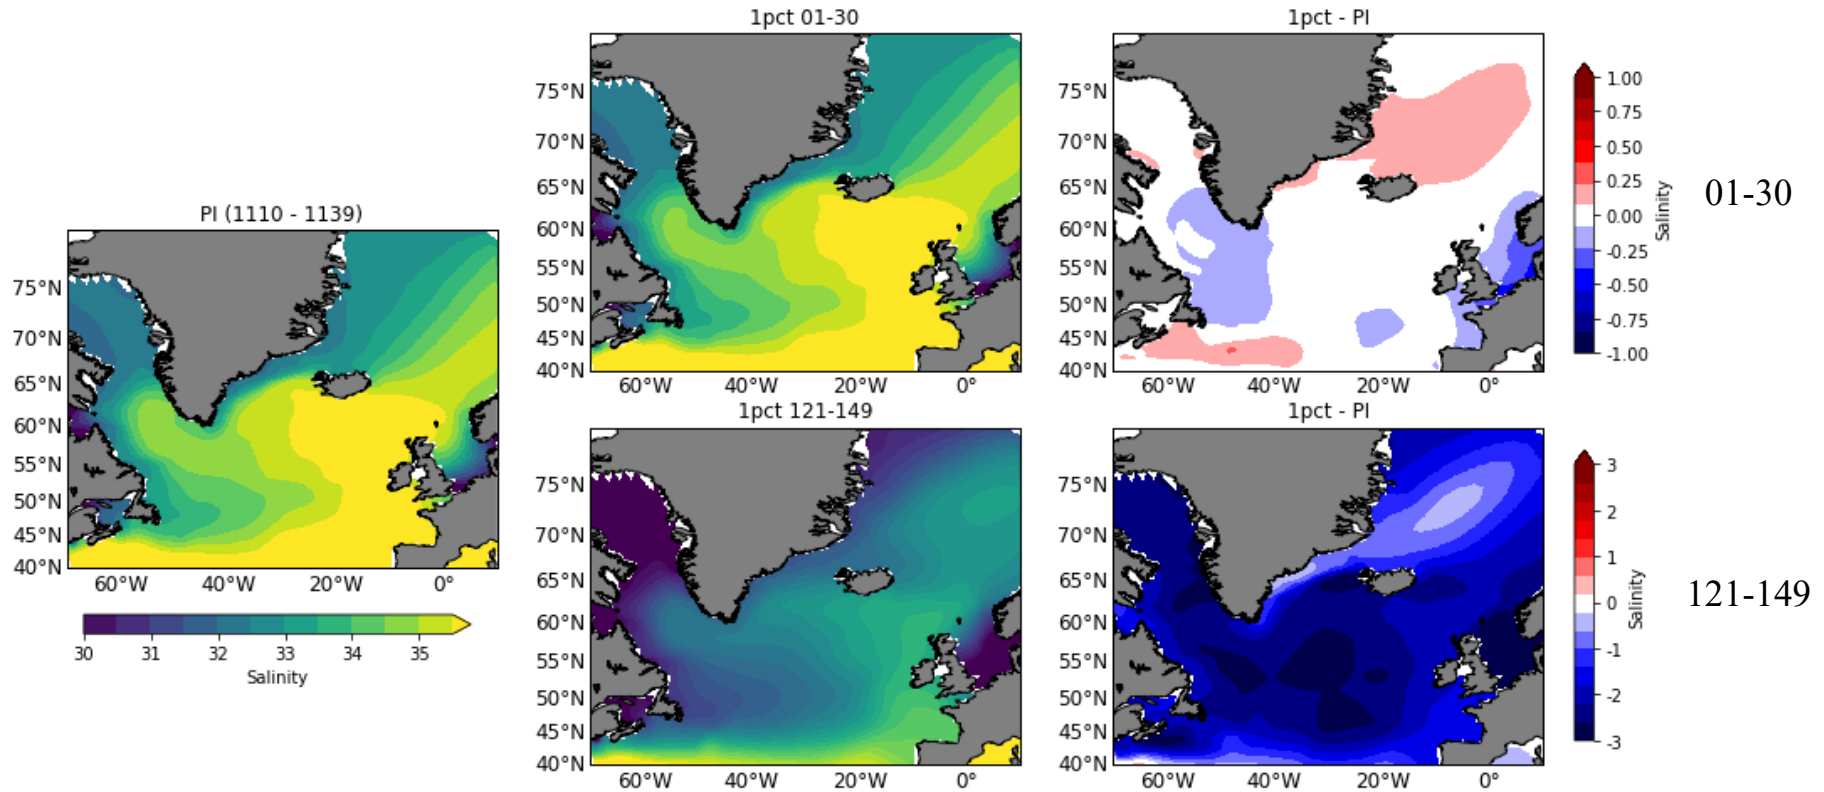 1pct 01-30
1pct - PI
75°N
70°N
65°N
60°N
55°N
50°N
45°N
40°N
60°W
40°W
20°W
0°
75°N
70°N
65°N
60°N
55°N
50°N
45°N
40°N
60°W
40°W
20°W
0°
1.00
0.75
0.50
0.25
0.00
-0.25
-0.50
-0.75
-1.00
Salinity
01-30
PI (1110 - 1139)
75°N
70°N
65°N
60°N
55°N
50°N
45°N
40°N
60°W
40°W
20°W
0°
30
31
32
33
34
35
Salinity
1pct 121-149
1pct - PI
75°N
70°N
65°N
60°N
55°N
50°N
45°N
40°N
60°W
40°W
20°W
0°
75°N
70°N
65°N
60°N
55°N
50°N
45°N
40°N
60°W
40°W
20°W
0°
3
2
1
0
-1
-2
-3
Salinity
121-149